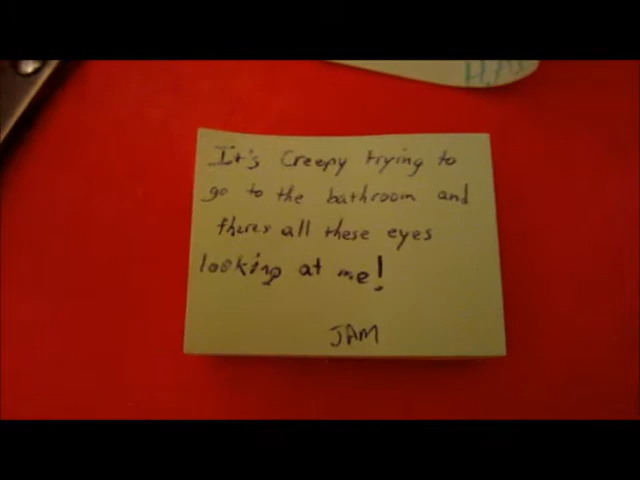 H.A.
It's Creepy trying to
go to the bathroom and
theres all these eyes
looking at me!
JAM